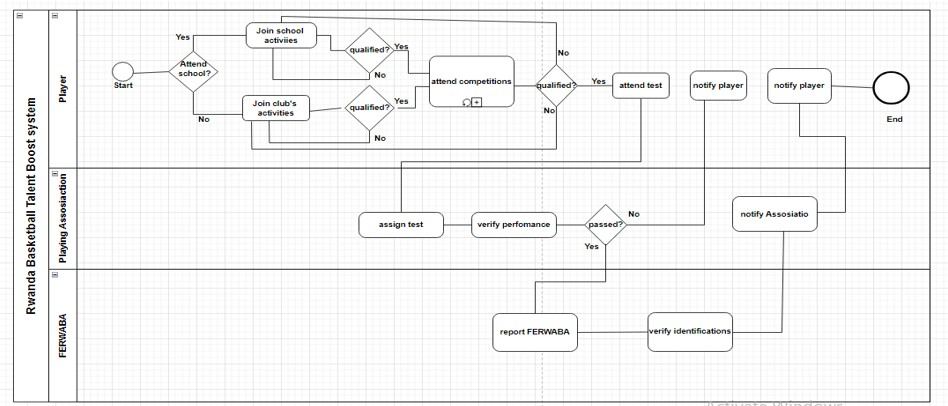 Rwanda Basketball Talent Boost system
Player
Start
Attend
school?
Yes
No
Join school
activiies
qualified?
Yes
No
Join club's
activities
qualified?
Yes
No
attend competitions
qualified?
No
Yes
No
attend test
notify player
notify player
End
Playing Assosiaction
assign test
verify perfomance
passed?
No
Yes
notify Assosiatio
FERWABA
report FERWABA
verify identifications